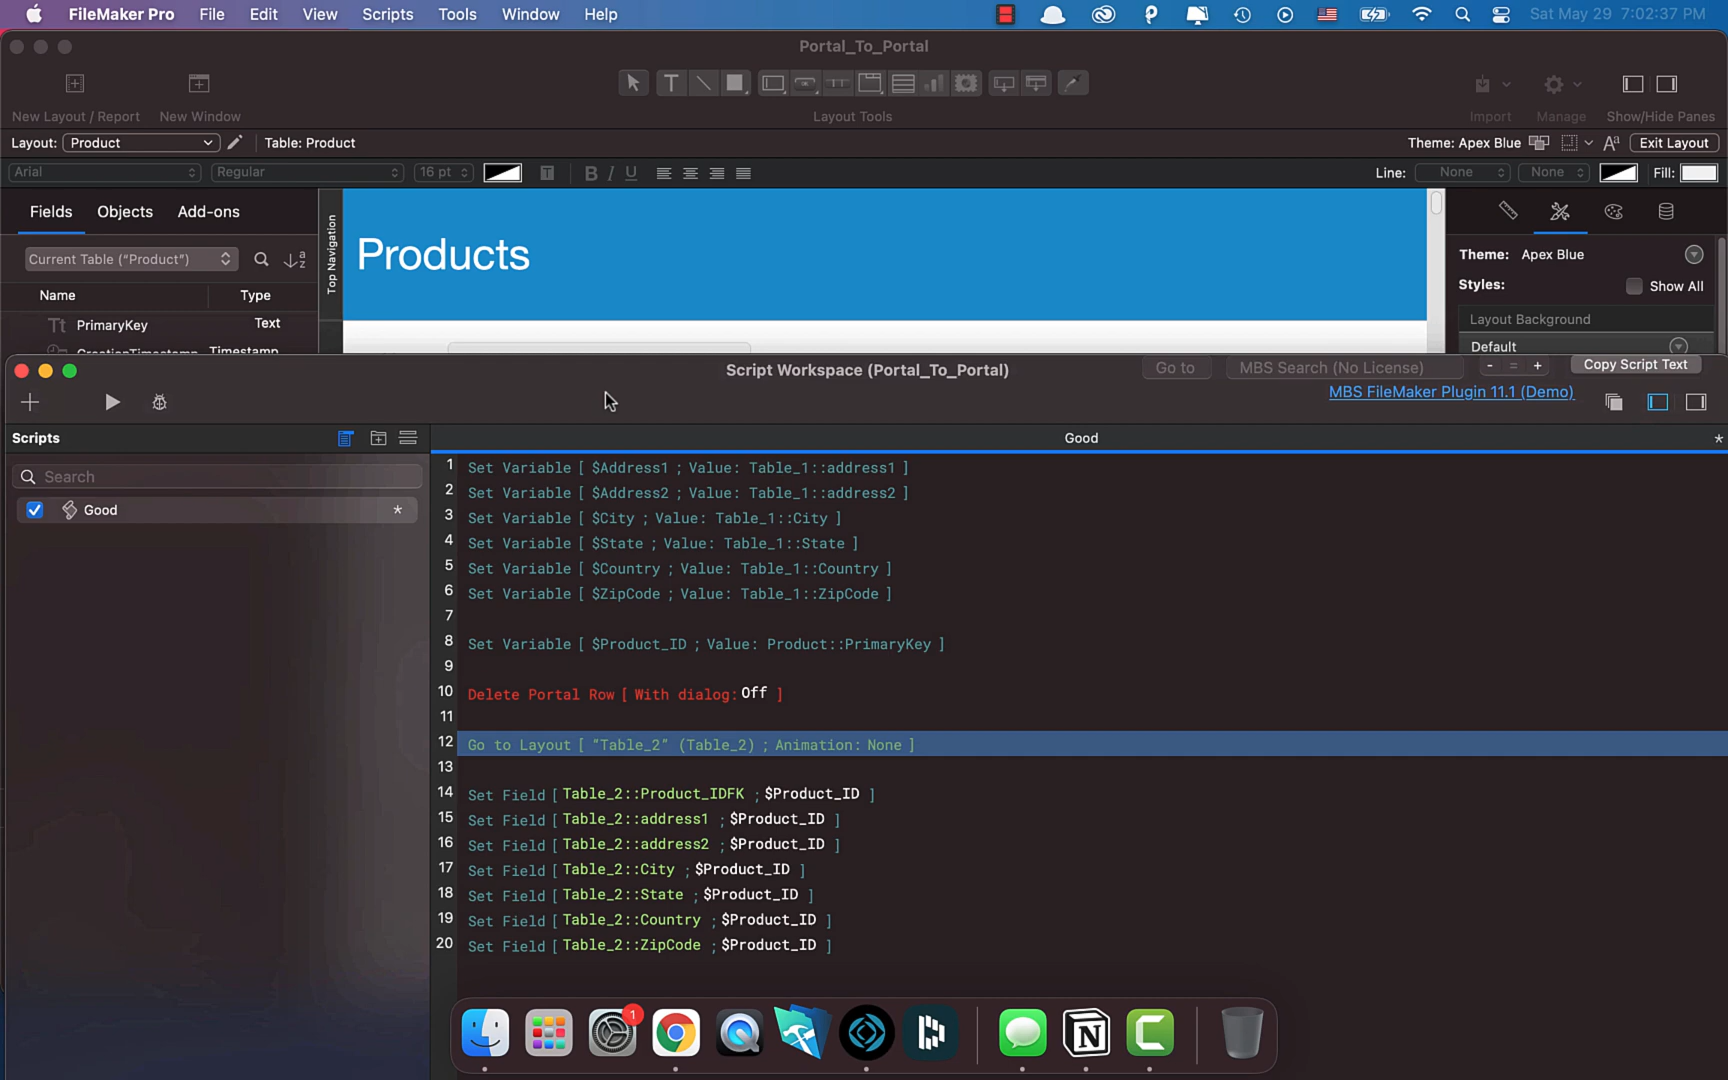 FileMaker Pro File Edit View Scripts Tools Window Help Sat May 29 7:02:37 PM
Portal_To_Portal
New Layout / Report New Window Layout Tools Import Manage Show/Hide Panes
Layout: Product Table: Product Theme: Apex Blue Aa Exit Layout
Arial Regular 16 pt T B I U Line: None None Fill:
Fields Objects Add-ons
Current Table ("Product")
Name Type
Tt PrimaryKey Text
CreationTimestamp Timestamp
Top Navigation
Products
Theme: Apex Blue
Styles: Show All
Layout Background
Default
Script Workspace (Portal_To_Portal) Go to MBS Search (No License) - = + Copy Script Text
MBS FileMaker Plugin 11.1 (Demo)
Scripts
Search
Good *
Good *
1 Set Variable [ $Address1 ; Value: Table_1::address1 ]
2 Set Variable [ $Address2 ; Value: Table_1::address2 ]
3 Set Variable [ $City ; Value: Table_1::City ]
4 Set Variable [ $State ; Value: Table_1::State ]
5 Set Variable [ $Country ; Value: Table_1::Country ]
6 Set Variable [ $ZipCode ; Value: Table_1::ZipCode ]
7
8 Set Variable [ $Product_ID ; Value: Product::PrimaryKey ]
9
10 Delete Portal Row [ With dialog: Off ]
11
12 Go to Layout [ “Table_2” (Table_2) ; Animation: None ]
13
14 Set Field [ Table_2::Product_IDFK ; $Product_ID ]
15 Set Field [ Table_2::address1 ; $Product_ID ]
16 Set Field [ Table_2::address2 ; $Product_ID ]
17 Set Field [ Table_2::City ; $Product_ID ]
18 Set Field [ Table_2::State ; $Product_ID ]
19 Set Field [ Table_2::Country ; $Product_ID ]
20 Set Field [ Table_2::ZipCode ; $Product_ID ]
1